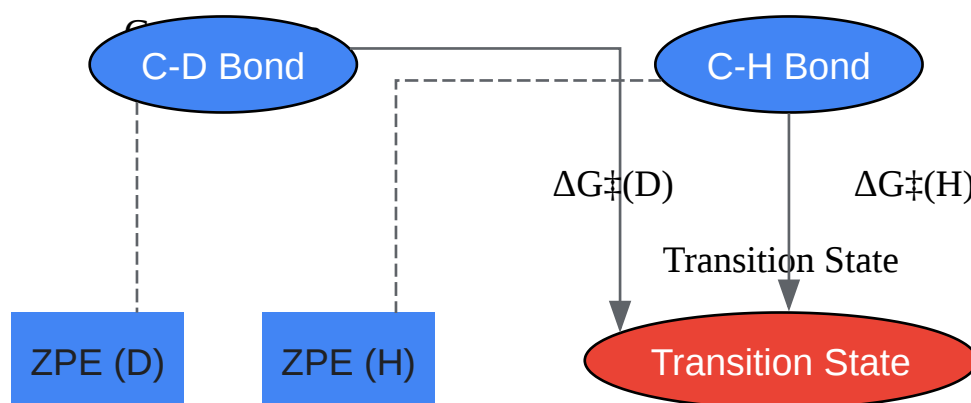 C-D Bond
C-H Bond
ΔG‡(D)
ΔG‡(H)
Transition State
ZPE (D)
ZPE (H)
Transition State